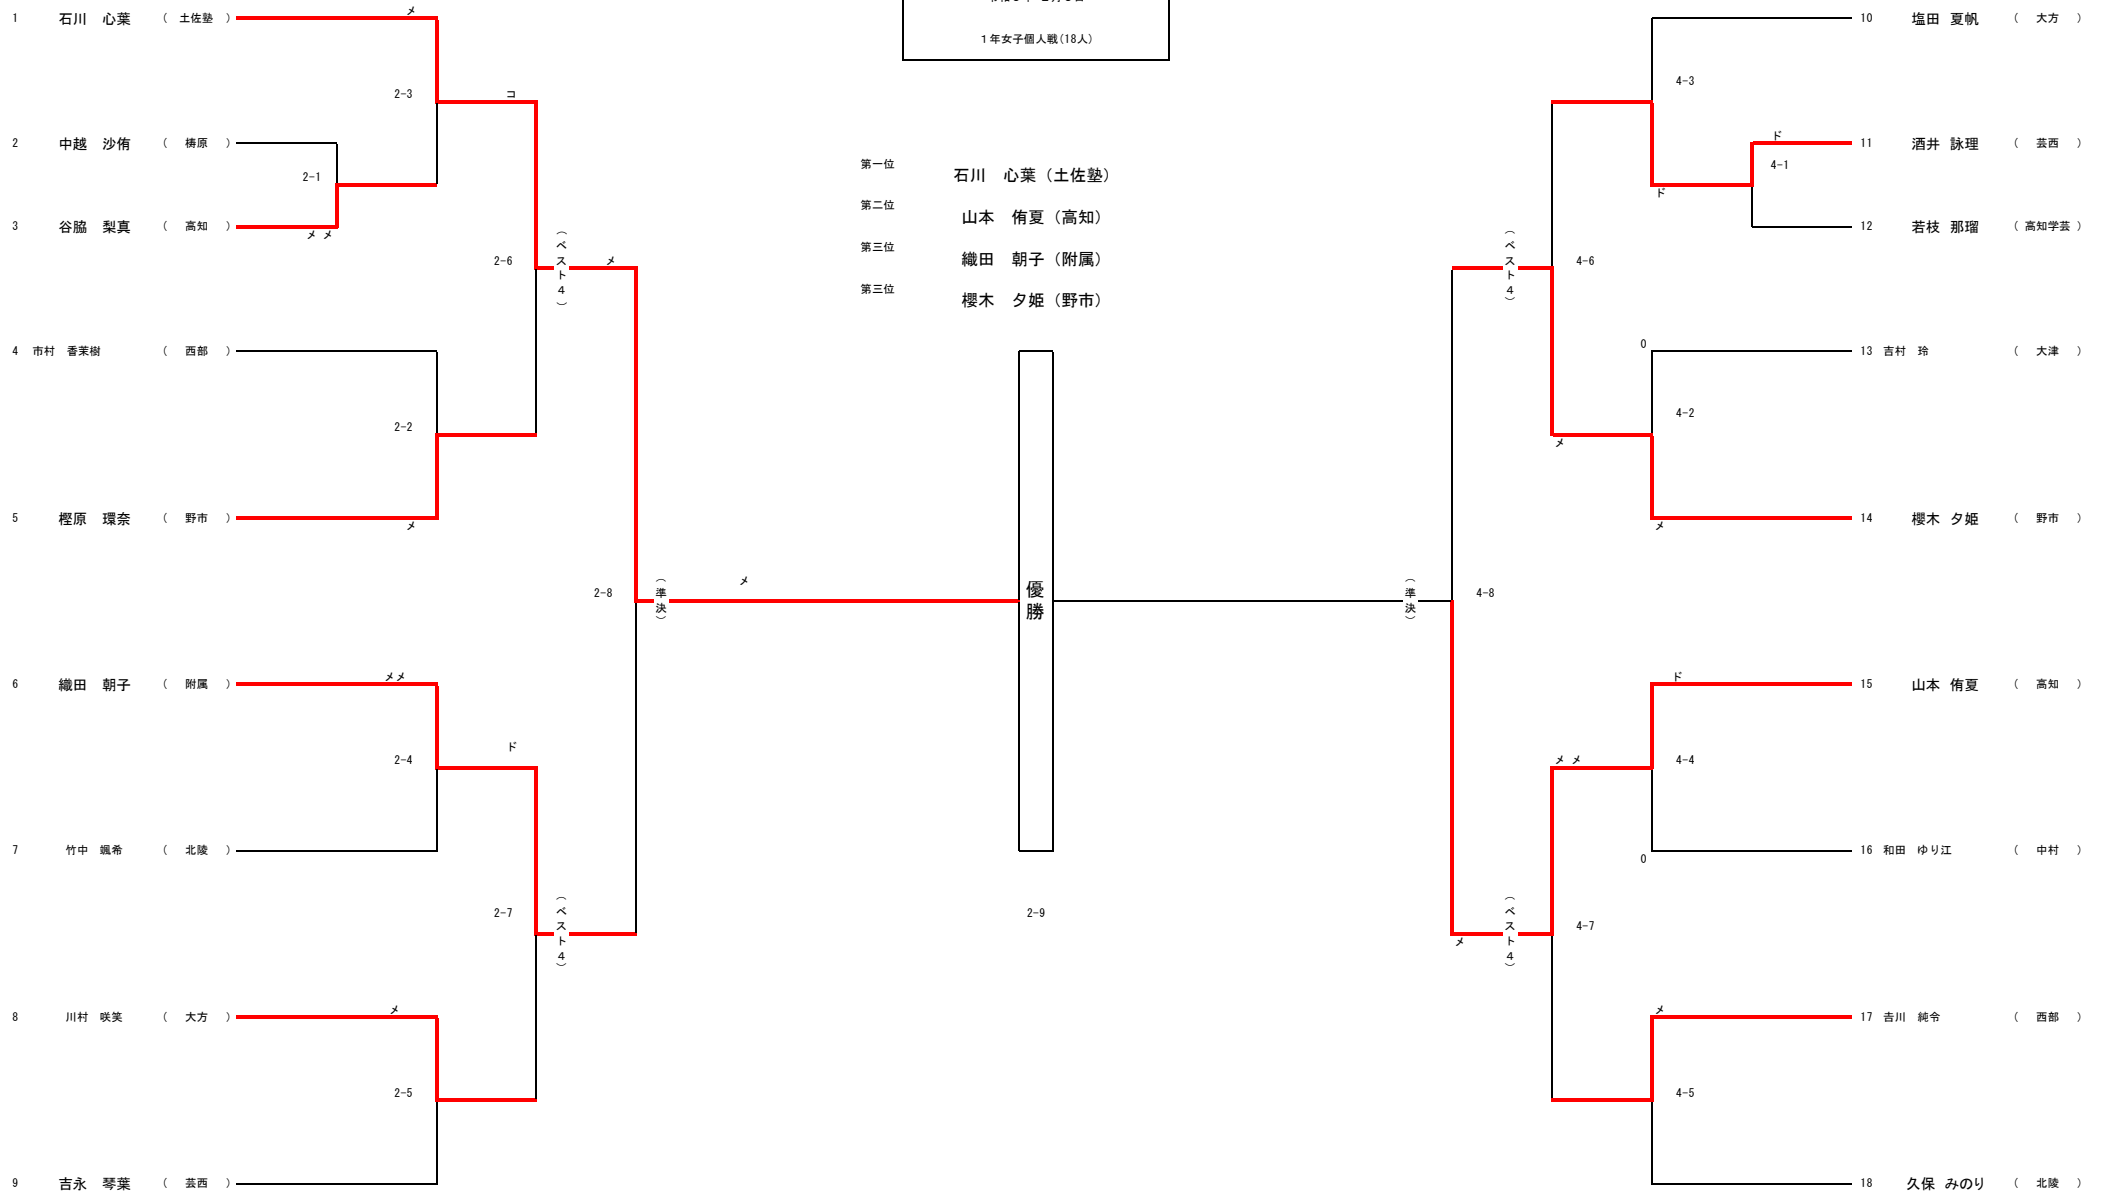 1年女子個人戦(18人)
第一位 石川 心葉（土佐塾）
第二位 山本 侑夏（高知）
第三位 織田 朝子（附属）
第三位 櫻木 夕姫（野市）
1 石川 心葉 （ 土佐塾 ）
メ
2-3
コ
2 中越 沙侑 （ 梼原 ）
2-1
3 谷脇 梨真 （ 高知 ）
メ メ
2-6
（ベスト4）
メ
4 市村 香茉樹 （ 西部 ）
2-2
5 樫原 環奈 （ 野市 ）
メ
2-8
（準決）
メ
6 織田 朝子 （ 附属 ）
メメ
2-4
ド
7 竹中 颯希 （ 北陵 ）
2-7
（ベスト4）
8 川村 咲笑 （ 大方 ）
メ
2-5
9 吉永 琴葉 （ 芸西 ）
優勝
2-9
10 塩田 夏帆 （ 大方 ）
4-3
11 酒井 詠理 （ 芸西 ）
ド
4-1
ド
12 若枝 那瑠 （ 高知学芸 ）
（ベスト4）
4-6
13 吉村 玲 （ 大津 ）
0
4-2
メ
14 櫻木 夕姫 （ 野市 ）
メ
（準決）
4-8
15 山本 侑夏 （ 高知 ）
ド
4-4
メ メ
16 和田 ゆり江 （ 中村 ）
0
4-7
（ベスト4）
メ
17 吉川 純令 （ 西部 ）
メ
4-5
18 久保 みのり （ 北陵 ）